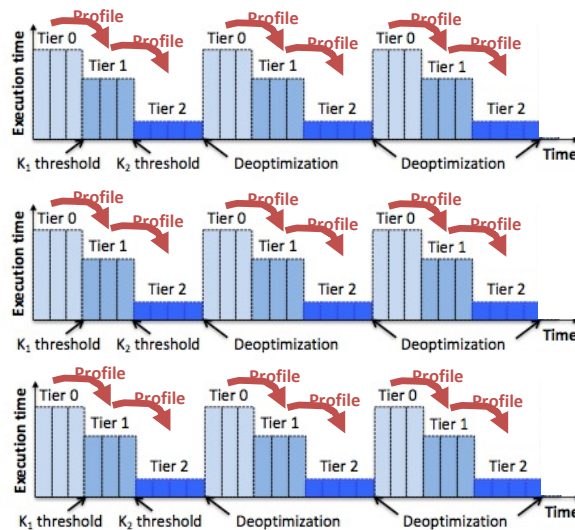 Profile Profile Profile
Tier 0 Profile Tier 0 Profile Tier 0 Profile
Tier 1 Tier 1 Tier 1
Tier 2 Tier 2 Tier 2
Execution time
Time
K1 threshold K2 threshold Deoptimization Deoptimization
Profile Profile Profile
Tier 0 Profile Tier 0 Profile Tier 0 Profile
Tier 1 Tier 1 Tier 1
Tier 2 Tier 2 Tier 2
Execution time
Time
K1 threshold K2 threshold Deoptimization Deoptimization
Profile Profile Profile
Tier 0 Profile Tier 0 Profile Tier 0 Profile
Tier 1 Tier 1 Tier 1
Tier 2 Tier 2 Tier 2
Execution time
Time
K1 threshold K2 threshold Deoptimization Deoptimization